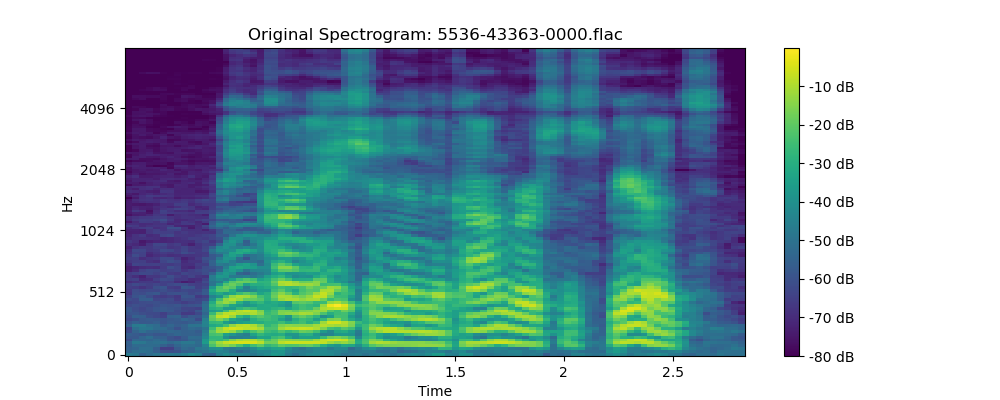 Original Spectrogram: 5536-43363-0000.flac
Hz
4096
2048
1024
512
0
0 0.5 1 1.5 2 2.5
Time
-10 dB
-20 dB
-30 dB
-40 dB
-50 dB
-60 dB
-70 dB
-80 dB